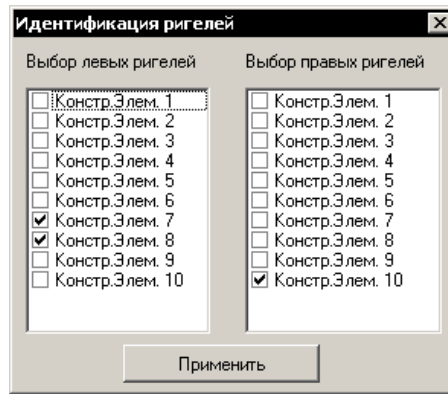 Идентификация ригелей
Выбор левых ригелей
Констр.Элем. 1
Констр.Элем. 2
Констр.Элем. 3
Констр.Элем. 4
Констр.Элем. 5
Констр.Элем. 6
Констр.Элем. 7
Констр.Элем. 8
Констр.Элем. 9
Констр.Элем. 10
Выбор правых ригелей
Констр.Элем. 1
Констр.Элем. 2
Констр.Элем. 3
Констр.Элем. 4
Констр.Элем. 5
Констр.Элем. 6
Констр.Элем. 7
Констр.Элем. 8
Констр.Элем. 9
Констр.Элем. 10
Применить